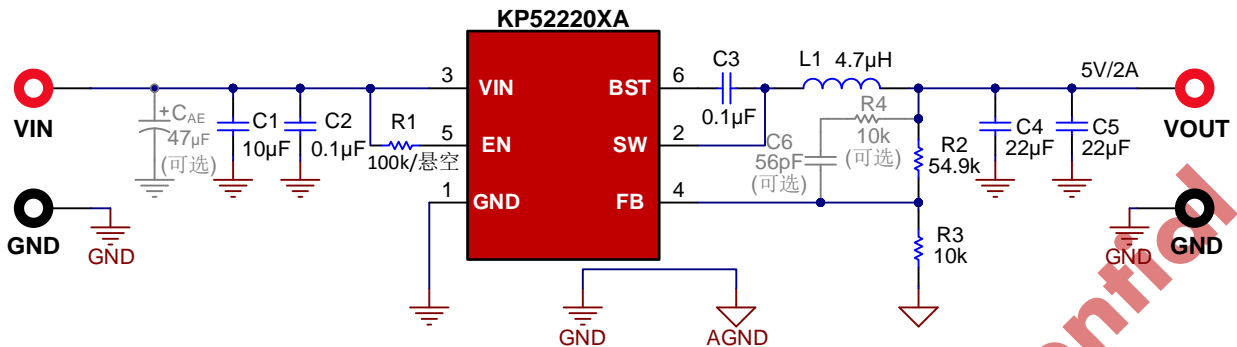 KP52220XA
VIN
GND
+
C_AE
47μF
(可选)
GND
C1
10μF
C2
0.1μF
R1
100k/悬空
3
5
1
VIN
EN
GND
BST
SW
FB
6
2
4
GND
AGND
C3
0.1μF
L1
4.7μH
R4
10k
(可选)
C6
56pF
(可选)
R2
54.9k
R3
10k
C4
22μF
C5
22μF
5V/2A
VOUT
GND
GND